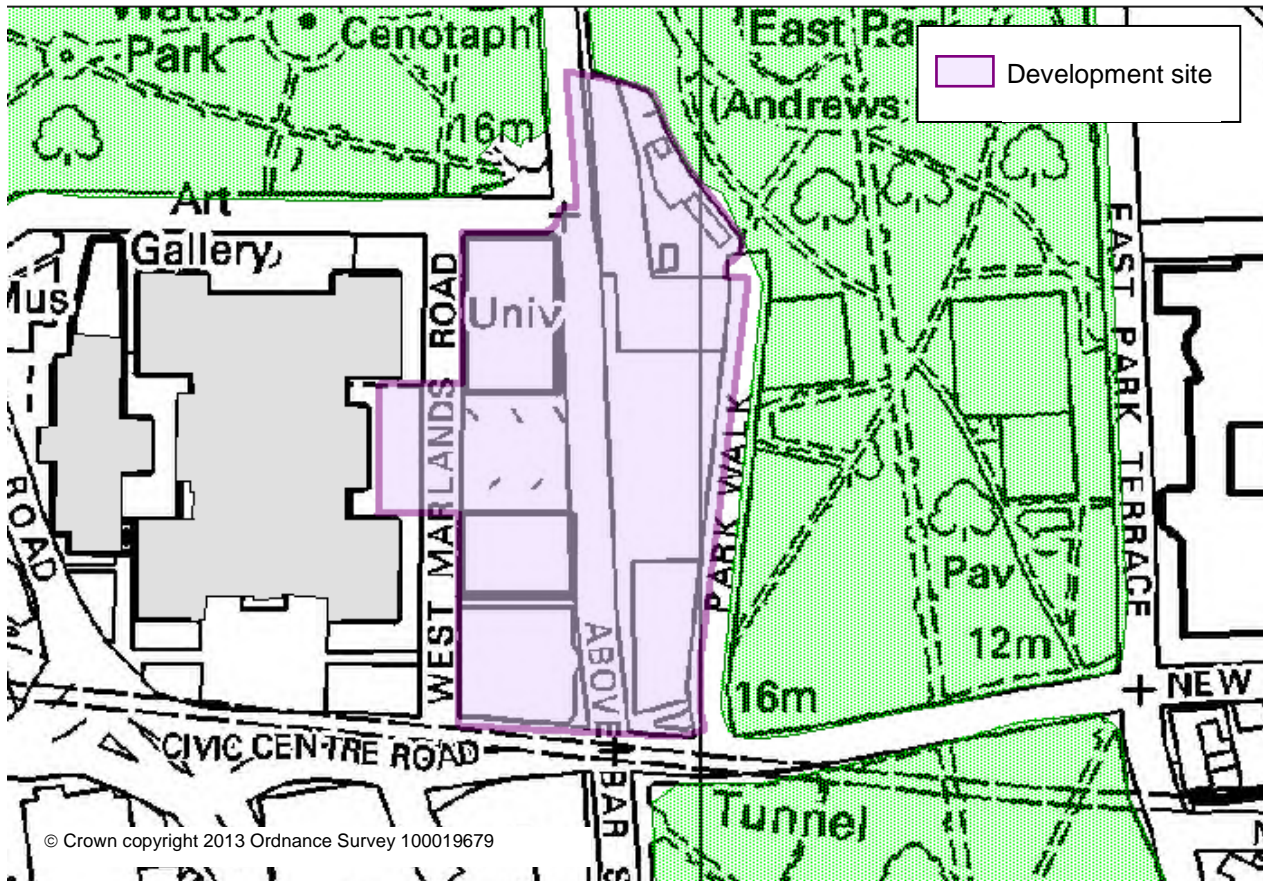 Watts
Park
Cenotaph
East Par
(Andrews
Development site
16m
Art
Gallery
Mus
Univ
WEST MARLANDS ROAD
PARK WALK
EAST PARK TERRACE
ROAD
Pav
12m
16m
ABOVE BAR S
NEW
CIVIC CENTRE ROAD
Tunnel
© Crown copyright 2013 Ordnance Survey 100019679